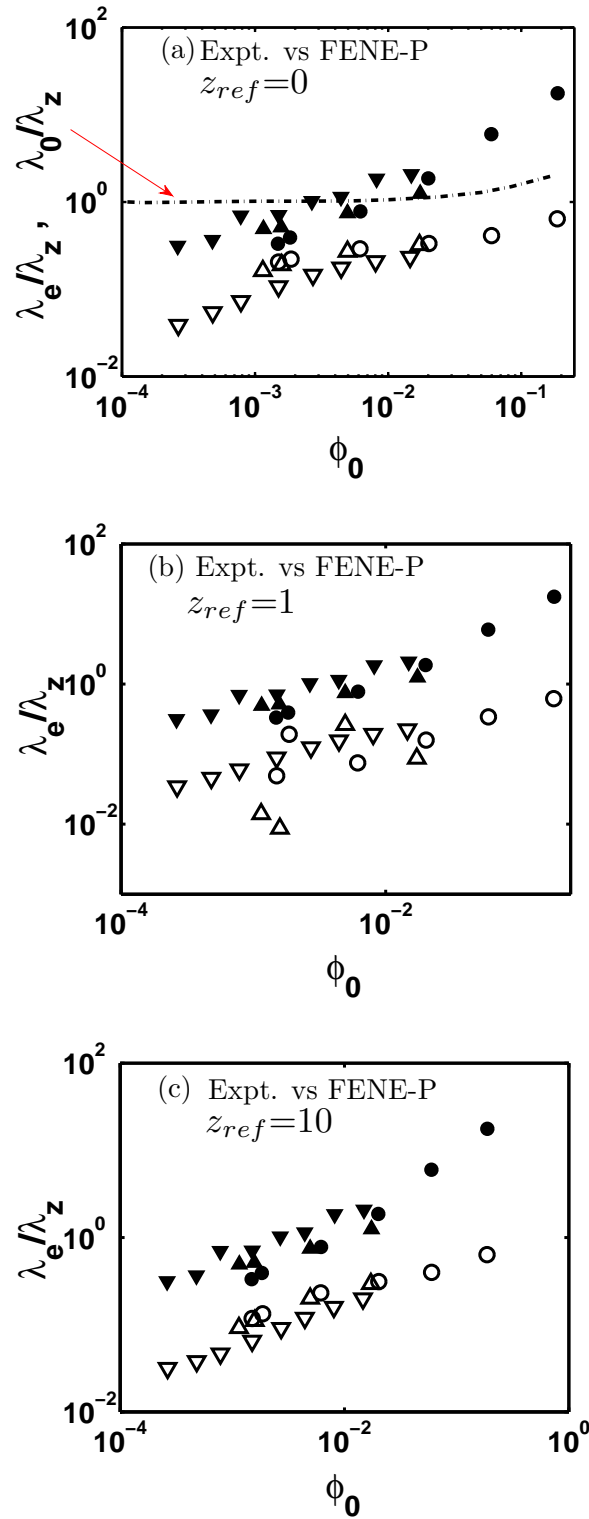 (a) Expt. vs FENE-P
z_ref=0
λ_e/λ_z , λ_0/λ_z
10^2
10^0
10^−2
10^−4 10^−3 10^−2 10^−1
ϕ_0
(b) Expt. vs FENE-P
z_ref=1
λ_e/λ_z
10^2
10^0
10^−2
10^−4 10^−2
ϕ_0
(c) Expt. vs FENE-P
z_ref=10
λ_e/λ_z
10^2
10^0
10^−2
10^−4 10^−2 10^0
ϕ_0